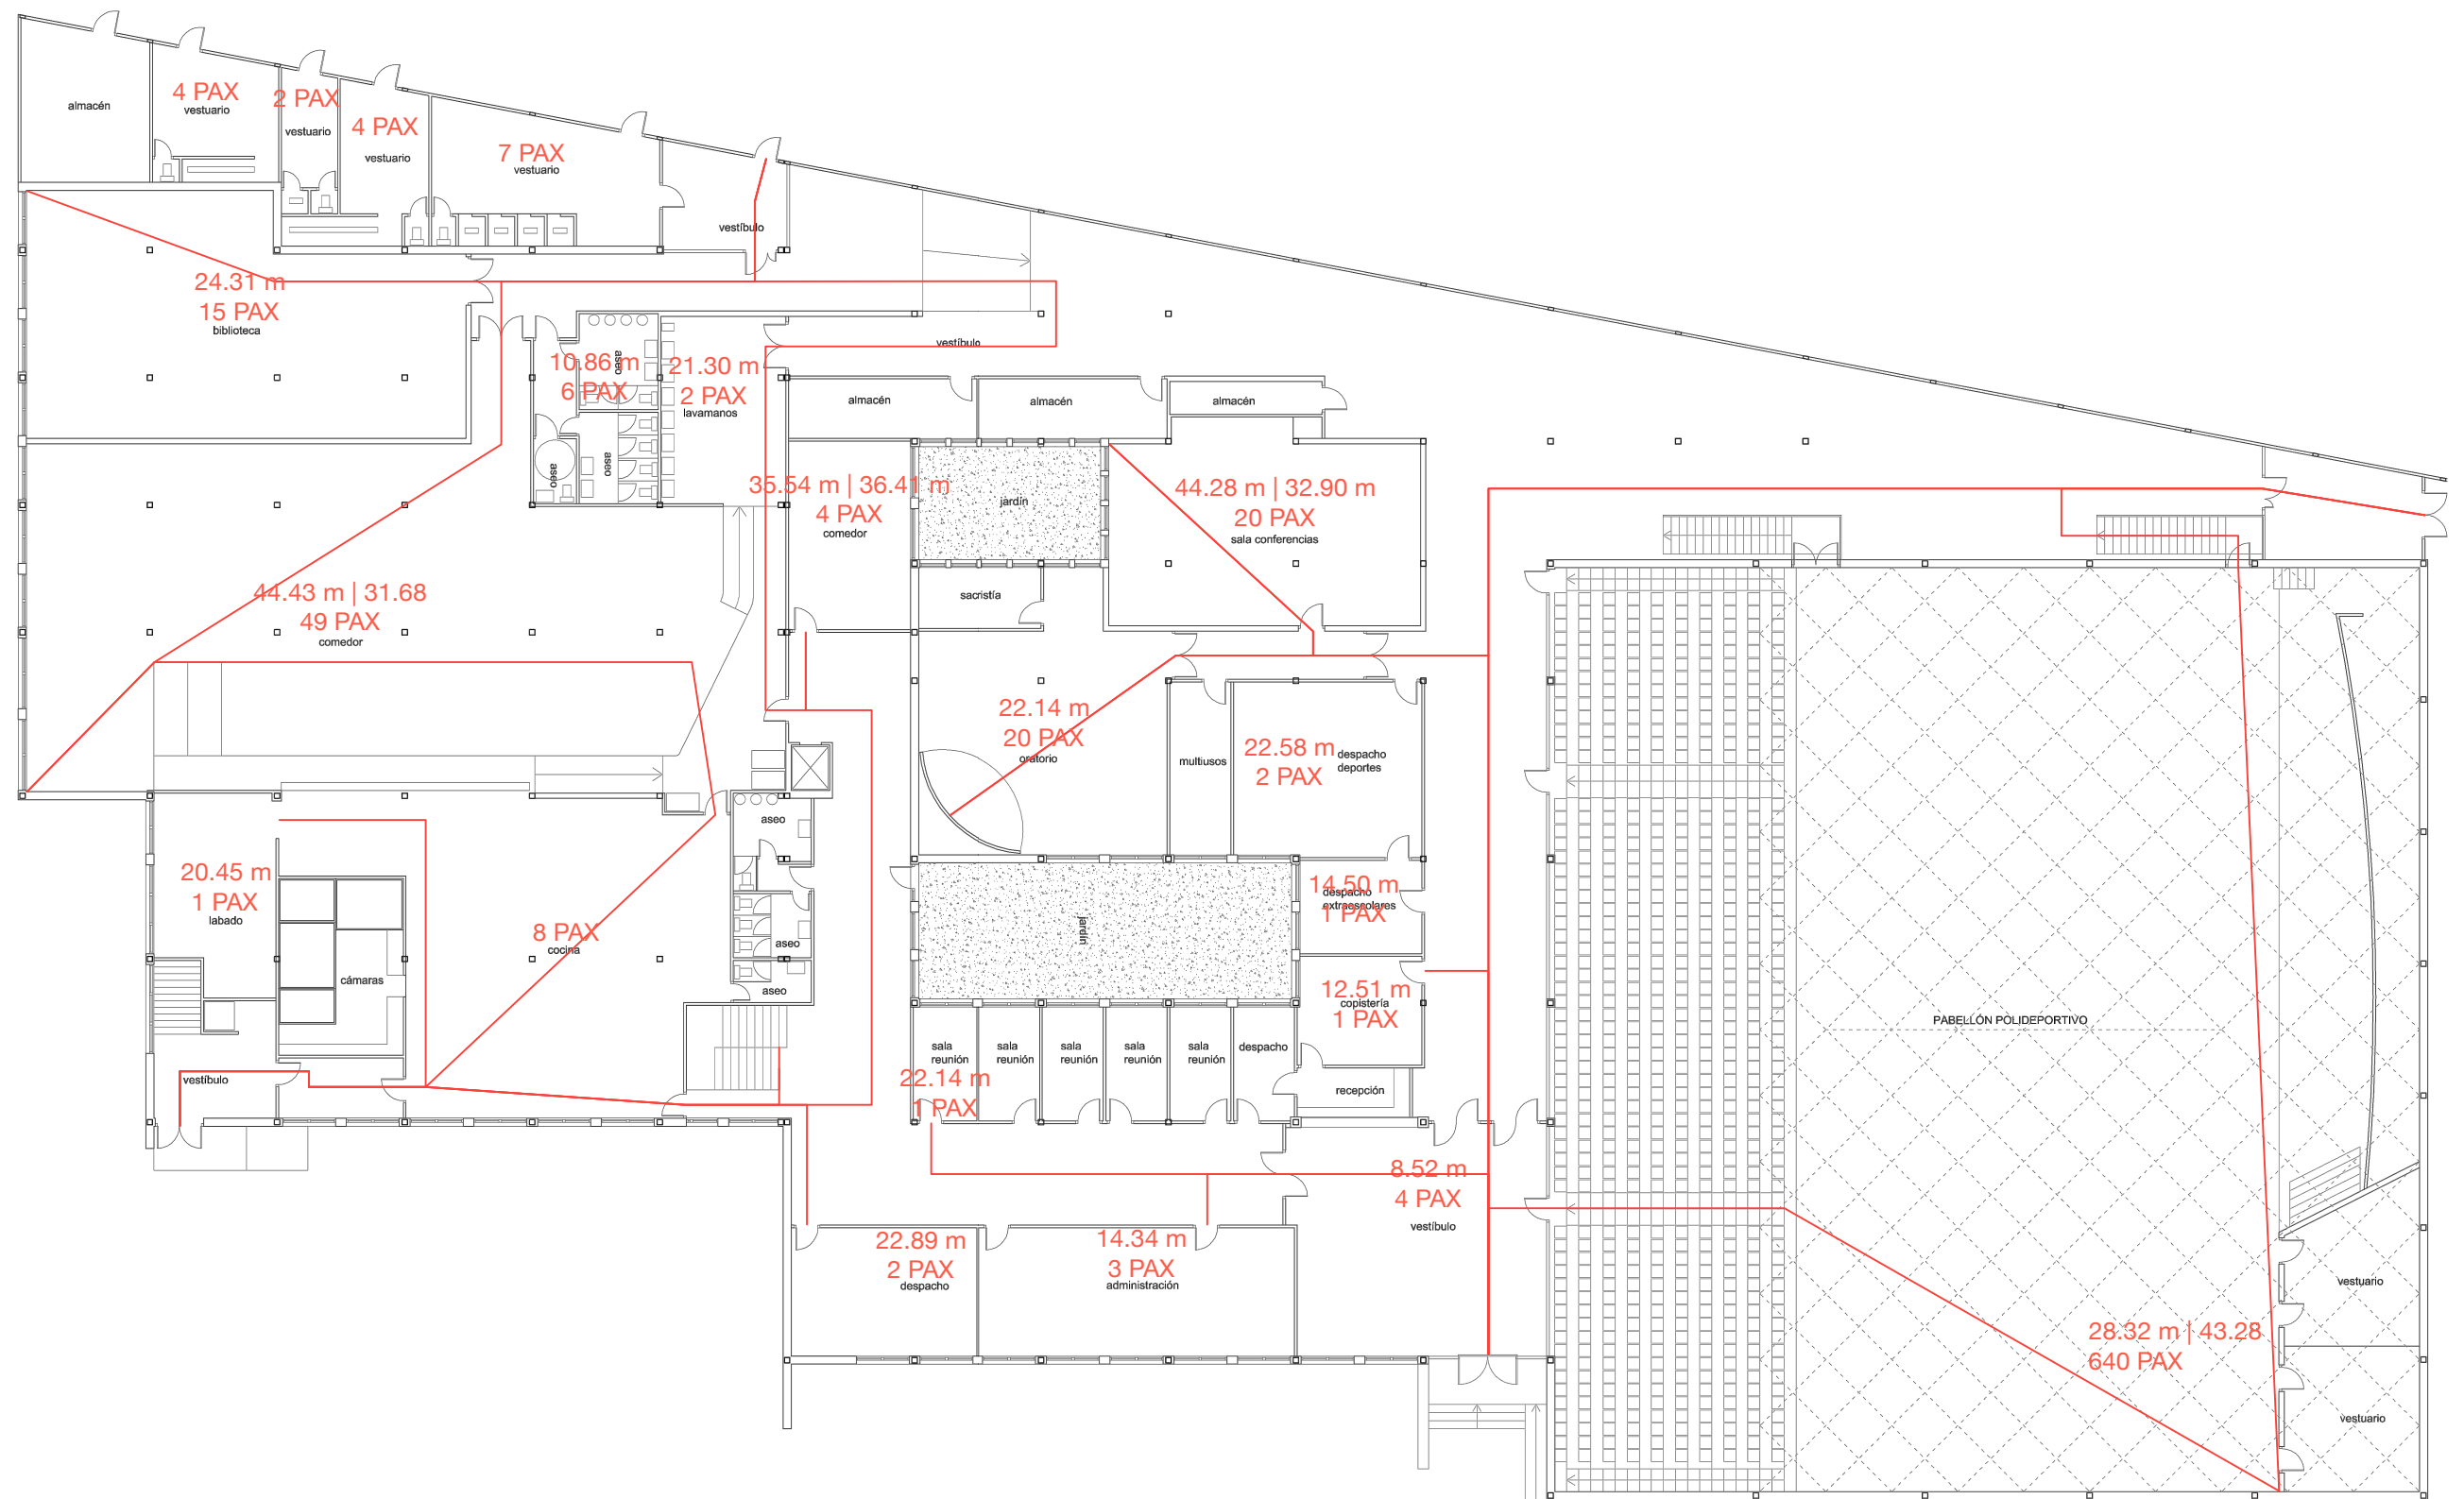 almacén
4 PAX
vestuario
2 PAX
vestuario
4 PAX
vestuario
7 PAX
vestuario
vestíbulo
24.31 m
15 PAX
biblioteca
aseo
10.86 m
6 PAX
aseo
aseo
21.30 m
2 PAX
lavamanos
vestíbulo
almacén
almacén
almacén
35.54 m | 36.41 m
4 PAX
comedor
jardín
44.28 m | 32.90 m
20 PAX
sala conferencias
44.43 m | 31.68
49 PAX
comedor
sacristía
22.14 m
20 PAX
oratorio
multiusos
22.58 m
2 PAX
despacho
deportes
20.45 m
1 PAX
labado
cámaras
8 PAX
cocina
aseo
aseo
aseo
jardín
14.50 m
despacho
extraescolares
1 PAX
12.51 m
copistería
1 PAX
PABELLÓN POLIDEPORTIVO
vestíbulo
sala
reunión
22.14 m
1 PAX
sala
reunión
sala
reunión
sala
reunión
sala
reunión
despacho
recepción
8.52 m
4 PAX
vestíbulo
22.89 m
2 PAX
despacho
14.34 m
3 PAX
administración
28.32 m | 43.28
640 PAX
vestuario
vestuario